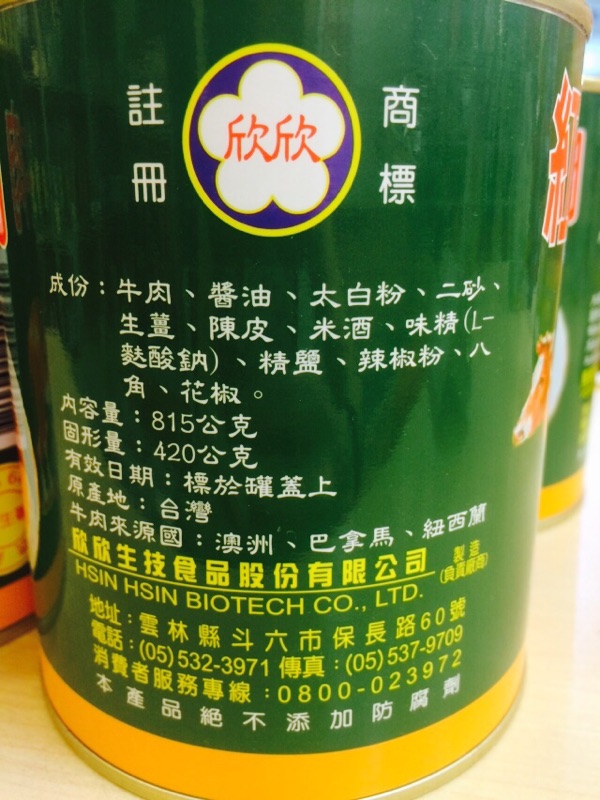 註冊
欣欣
商標
成份：牛肉、醬油、太白粉、二砂、
生薑、陳皮、米酒、味精(L-
麩酸鈉)、精鹽、辣椒粉、八
角、花椒。
內容量：815公克
固形量：420公克
有效日期：標於罐蓋上
原產地：台灣
牛肉來源國：澳洲、巴拿馬、紐西蘭
欣欣生技食品股份有限公司 製造(負責廠商)
HSIN HSIN BIOTECH CO., LTD.
地址：雲林縣斗六市保長路60號
電話：(05) 532-3971 傳真：(05) 537-9709
消費者服務專線：0800-023972
本產品絕不添加防腐劑
紅